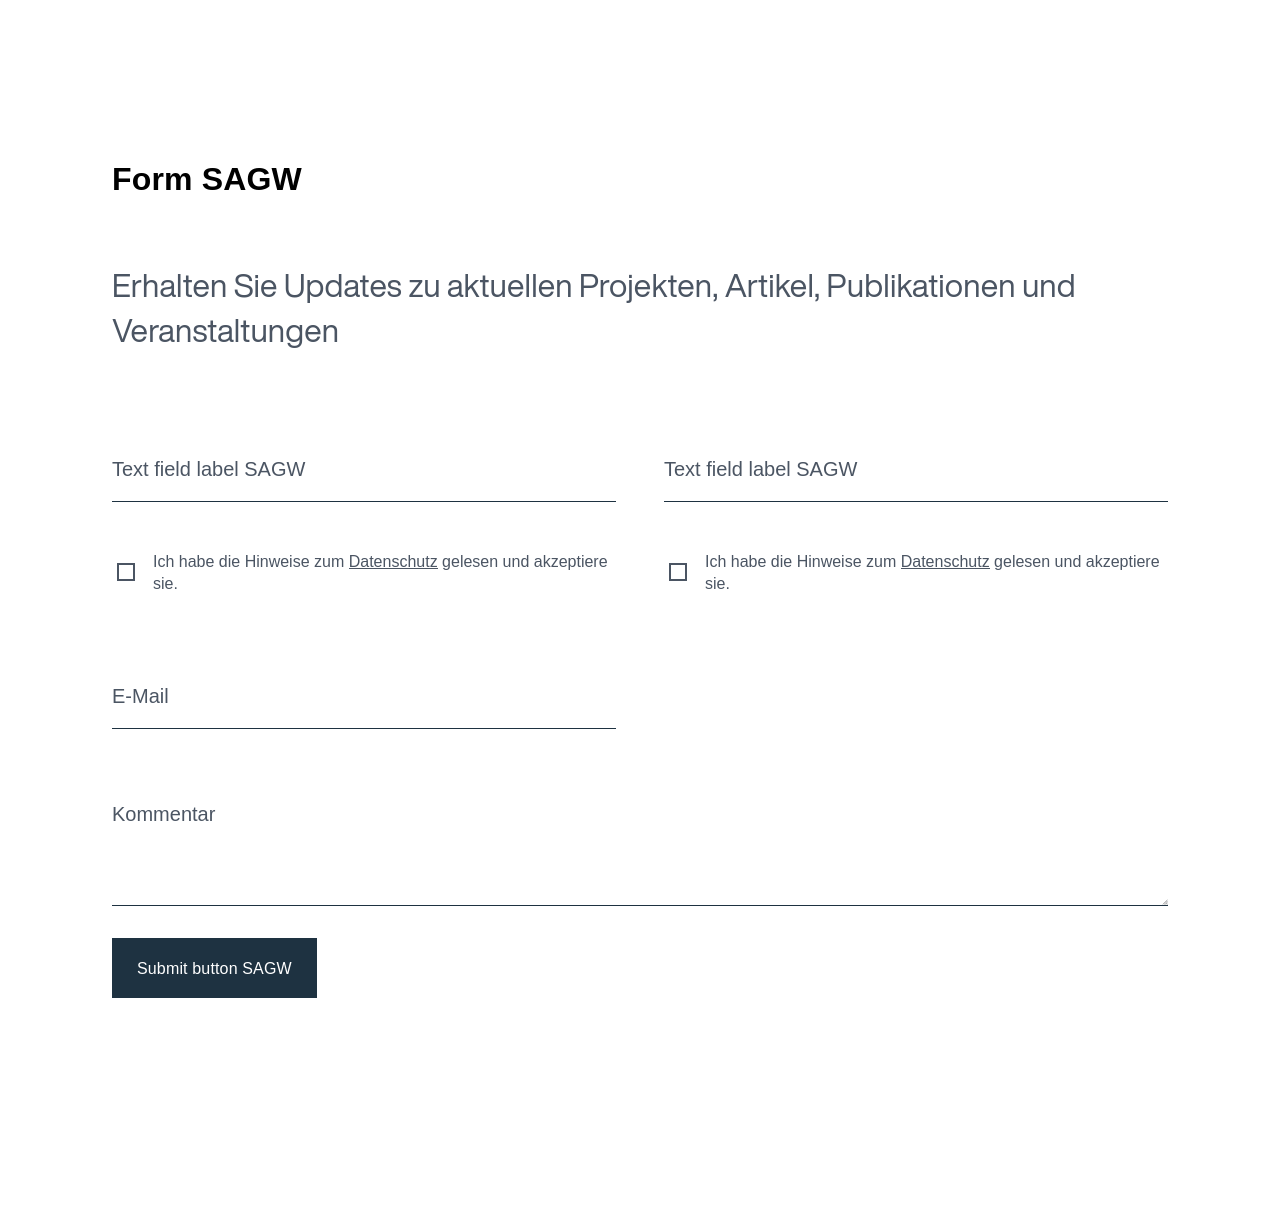 Form SAGW
Erhalten Sie Updates zu aktuellen Projekten, Artikel, Publikationen und
Veranstaltungen
Text field label SAGW
Text field label SAGW
Ich habe die Hinweise zum Datenschutz gelesen und akzeptiere
sie.
Ich habe die Hinweise zum Datenschutz gelesen und akzeptiere
sie.
E-Mail
Kommentar
Submit button SAGW